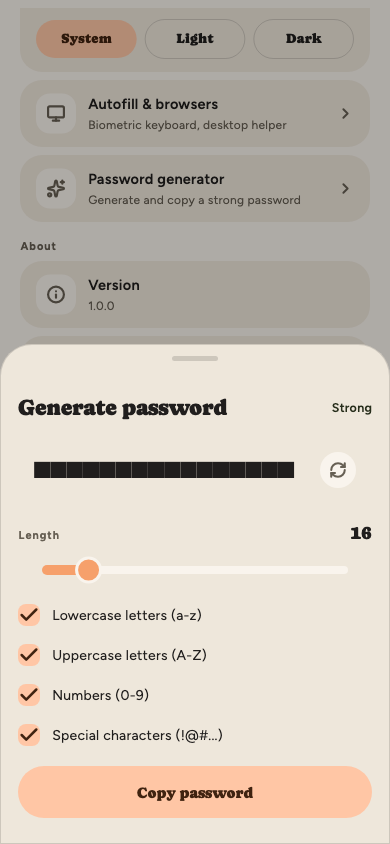 System
Light
Dark
Autofill & browsers
Biometric keyboard, desktop helper
Password generator
Generate and copy a strong password
About
Version
1.0.0
Generate password
Strong
Length
16
Lowercase letters (a-z)
Uppercase letters (A-Z)
Numbers (0-9)
Special characters (!@#...)
Copy password